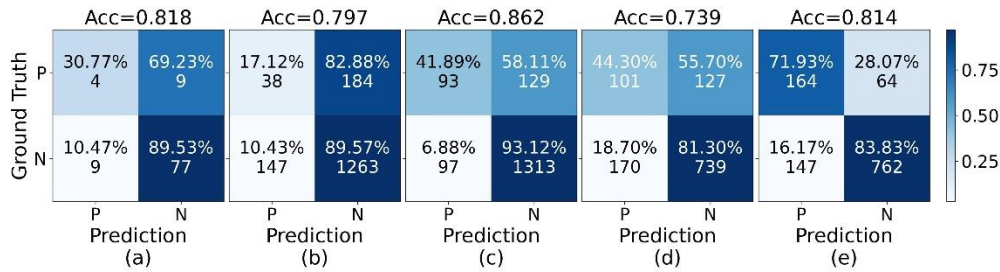 Acc=0.818 Acc=0.797 Acc=0.862 Acc=0.739 Acc=0.814
Ground Truth
P 30.77% 69.23% 17.12% 82.88% 41.89% 58.11% 44.30% 55.70% 71.93% 28.07%
4 9 38 184 93 129 101 127 164 64
0.75
N 10.47% 89.53% 10.43% 89.57% 6.88% 93.12% 18.70% 81.30% 16.17% 83.83%
9 77 147 1263 97 1313 170 739 147 762
0.25
0.50
P N P N P N P N P N
Prediction Prediction Prediction Prediction Prediction
(a) (b) (c) (d) (e)